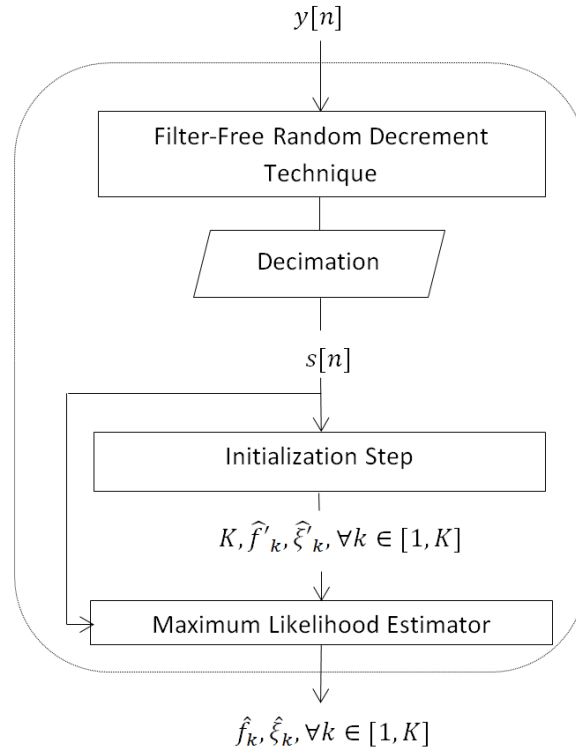 y[n]
Filter-Free Random Decrement
Technique
Decimation
s[n]
Initialization Step
K, f̂′ₖ, ξ̂′ₖ, ∀k ∈ [1, K]
Maximum Likelihood Estimator
f̂ₖ, ξ̂ₖ, ∀k ∈ [1, K]